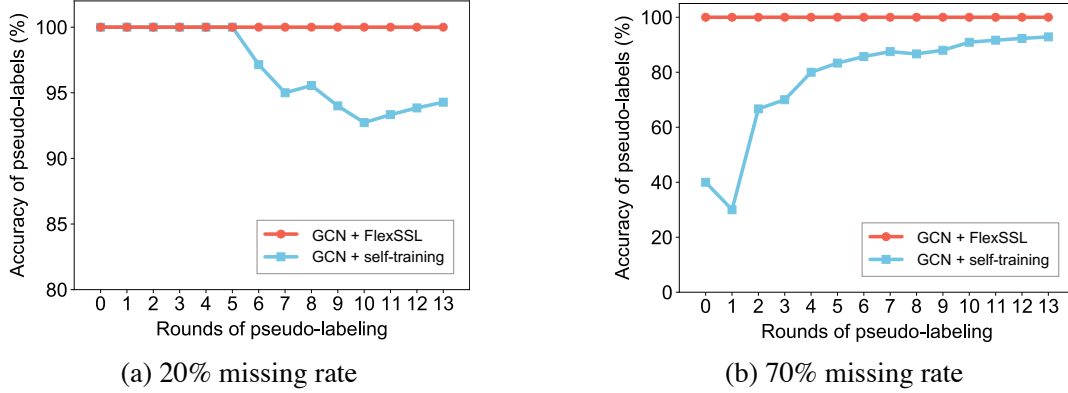 Accuracy of pseudo-labels (%)
100
95
90
85
80
GCN + FlexSSL
GCN + self-training
0 1 2 3 4 5 6 7 8 9 10 11 12 13
Rounds of pseudo-labeling
(a) 20% missing rate
Accuracy of pseudo-labels (%)
100
80
60
40
20
0
GCN + FlexSSL
GCN + self-training
0 1 2 3 4 5 6 7 8 9 10 11 12 13
Rounds of pseudo-labeling
(b) 70% missing rate